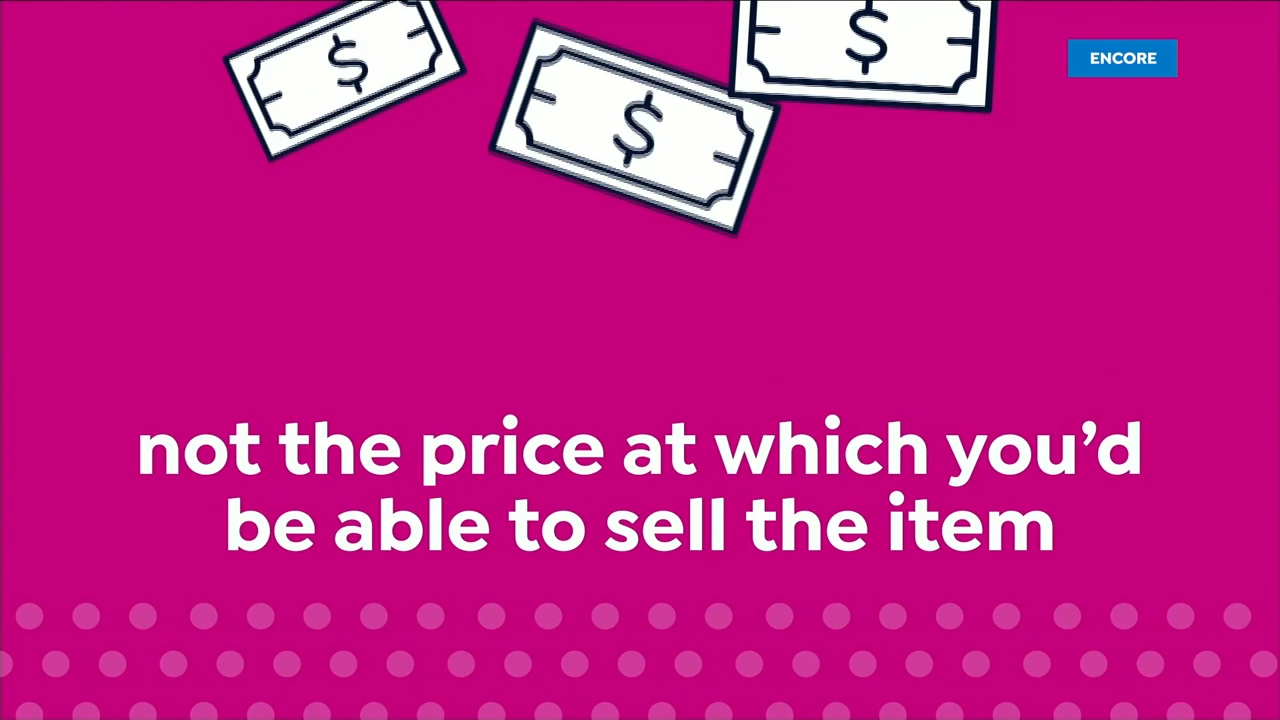 $
$
$
ENCORE
not the price at which you’d
be able to sell the item